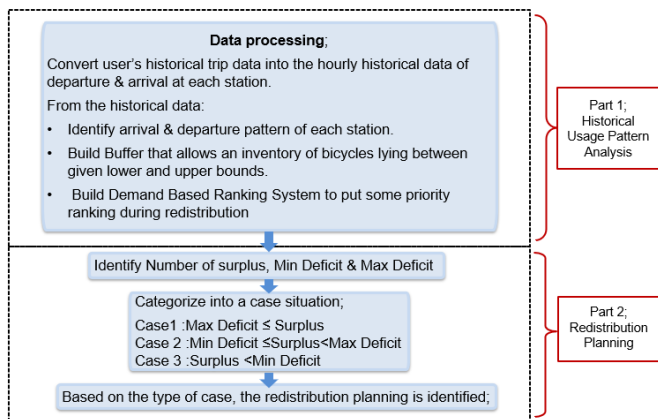 Data processing;
Convert user's historical trip data into the hourly historical data of
departure & arrival at each station.
From the historical data:
• Identify arrival & departure pattern of each station.
• Build Buffer that allows an inventory of bicycles lying between
given lower and upper bounds.
• Build Demand Based Ranking System to put some priority
ranking during redistribution
Part 1;
Historical
Usage Pattern
Analysis
Identify Number of surplus, Min Deficit & Max Deficit
Categorize into a case situation;
Case1 :Max Deficit ≤ Surplus
Case 2 :Min Deficit ≤Surplus<Max Deficit
Case 3 :Surplus <Min Deficit
Based on the type of case, the redistribution planning is identified;
Part 2;
Redistribution
Planning